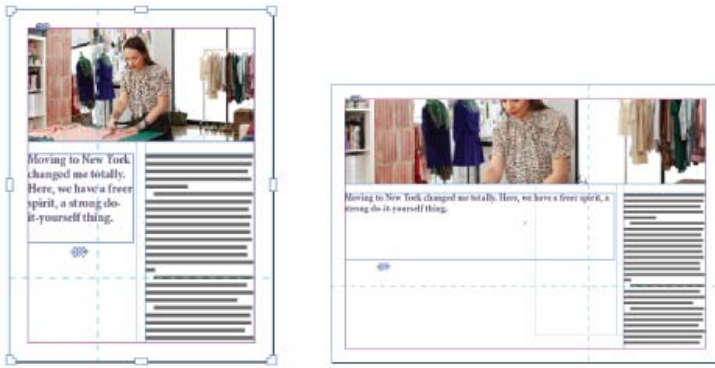 Moving to New York
changed me totally.
Here, we have a freer
spirit, a strong do-
it-yourself thing.
Moving to New York changed me totally. Here, we have a freer spirit, a
strong do-it-yourself thing.